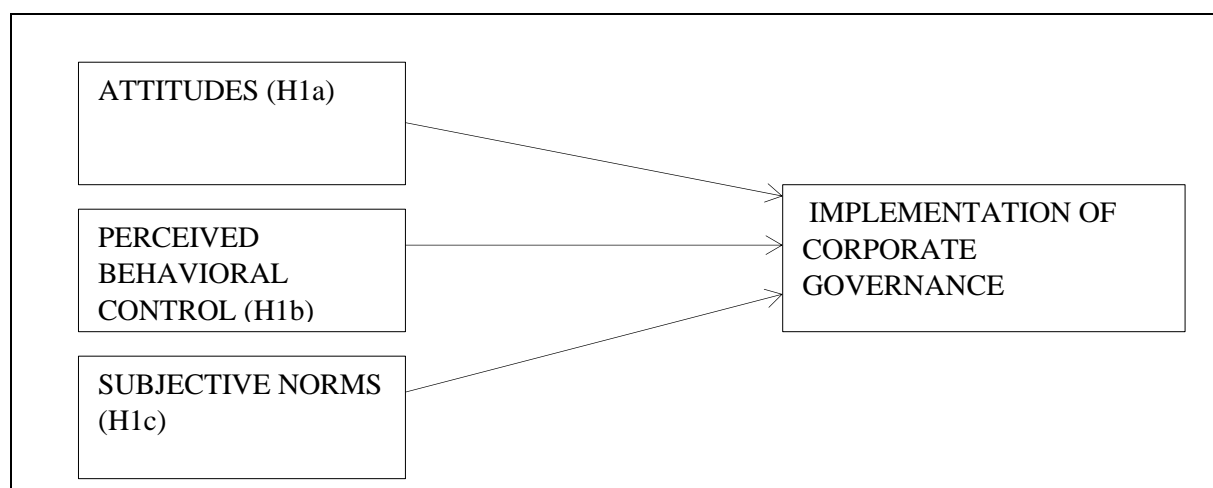 ATTITUDES (H1a)
PERCEIVED
BEHAVIORAL
CONTROL (H1b)
SUBJECTIVE NORMS
(H1c)
IMPLEMENTATION OF
CORPORATE
GOVERNANCE